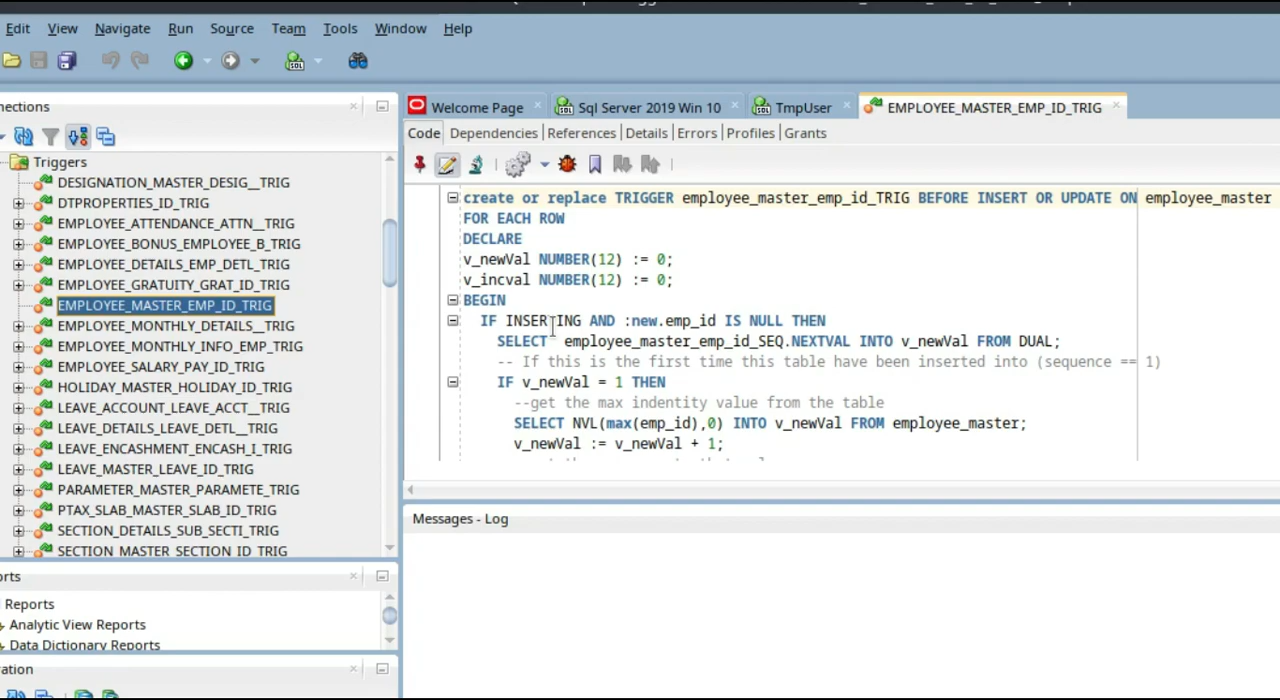 Edit View Navigate Run Source Team Tools Window Help
nections
Welcome Page
Sql Server 2019 Win 10
TmpUser
EMPLOYEE_MASTER_EMP_ID_TRIG
Code Dependencies References Details Errors Profiles Grants
Triggers
DESIGNATION_MASTER_DESIG__TRIG
DTPROPERTIES_ID_TRIG
EMPLOYEE_ATTENDANCE_ATTN__TRIG
EMPLOYEE_BONUS_EMPLOYEE_B_TRIG
EMPLOYEE_DETAILS_EMP_DETL_TRIG
EMPLOYEE_GRATUITY_GRAT_ID_TRIG
EMPLOYEE_MASTER_EMP_ID_TRIG
EMPLOYEE_MONTHLY_DETAILS__TRIG
EMPLOYEE_MONTHLY_INFO_EMP_TRIG
EMPLOYEE_SALARY_PAY_ID_TRIG
HOLIDAY_MASTER_HOLIDAY_ID_TRIG
LEAVE_ACCOUNT_LEAVE_ACCT__TRIG
LEAVE_DETAILS_LEAVE_DETL__TRIG
LEAVE_ENCASHMENT_ENCASH_I_TRIG
LEAVE_MASTER_LEAVE_ID_TRIG
PARAMETER_MASTER_PARAMETE_TRIG
PTAX_SLAB_MASTER_SLAB_ID_TRIG
SECTION_DETAILS_SUB_SECTI_TRIG
SECTION_MASTER_SECTION_ID_TRIG
create or replace TRIGGER employee_master_emp_id_TRIG BEFORE INSERT OR UPDATE ON employee_master
FOR EACH ROW
DECLARE
v_newVal NUMBER(12) := 0;
v_incval NUMBER(12) := 0;
BEGIN
IF INSERTING AND :new.emp_id IS NULL THEN
SELECT employee_master_emp_id_SEQ.NEXTVAL INTO v_newVal FROM DUAL;
-- If this is the first time this table have been inserted into (sequence == 1)
IF v_newVal = 1 THEN
--get the max indentity value from the table
SELECT NVL(max(emp_id),0) INTO v_newVal FROM employee_master;
v_newVal := v_newVal + 1;
Messages - Log
orts
Reports
Analytic View Reports
Data Dictionary Reports
ration